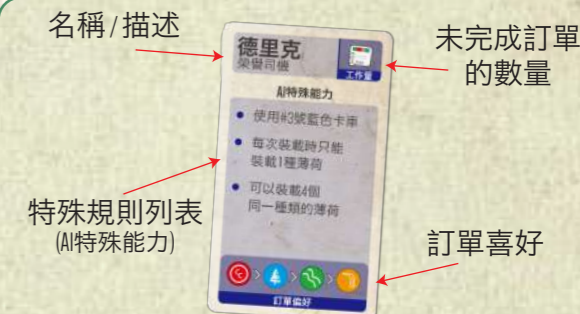 名稱/描述
未完成訂單
的數量
德里克
榮譽司機
工作量
AI特殊能力
• 使用#3號藍色卡車
• 每次裝載時只能
裝載1種薄荷
• 可以裝載4個
同一種類的薄荷
特殊規則列表
(AI特殊能力)
訂單喜好
訂單偏好